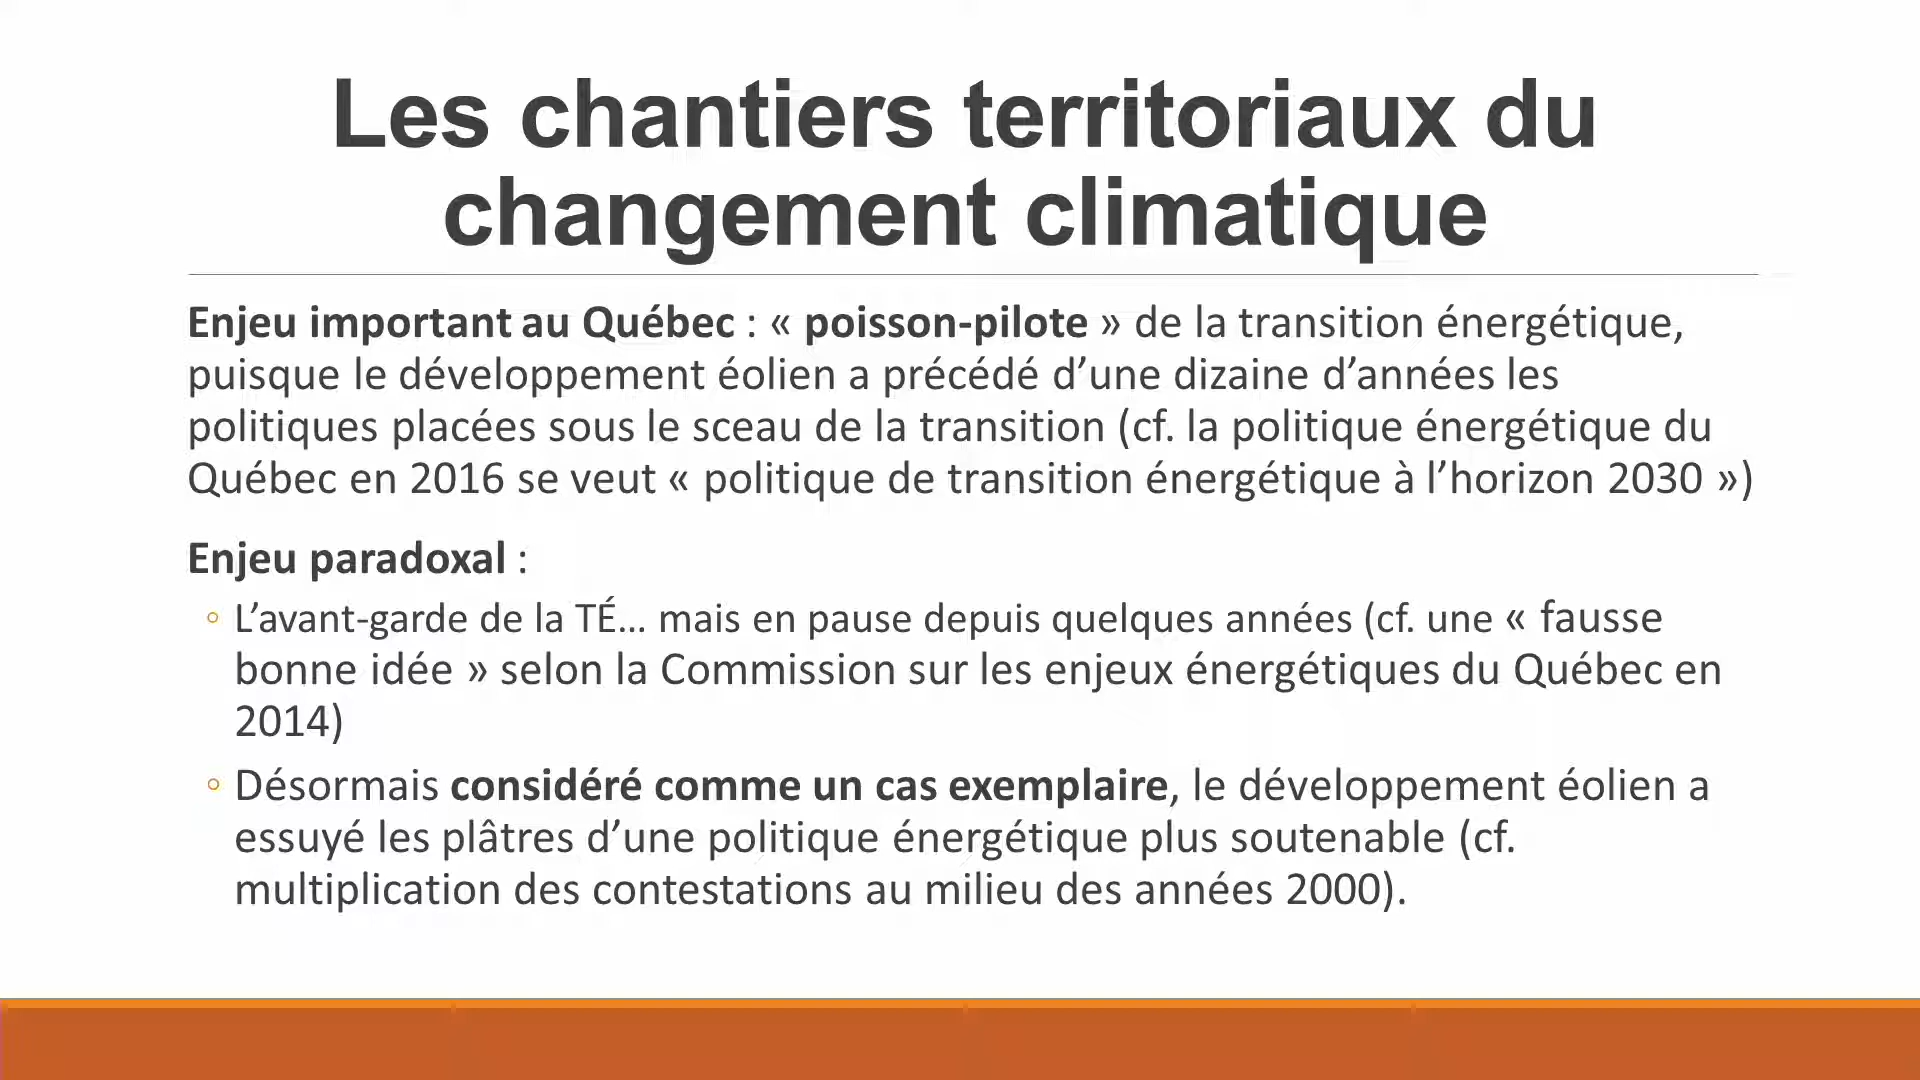 Les chantiers territoriaux du
changement climatique
Enjeu important au Québec : « poisson-pilote » de la transition énergétique,
puisque le développement éolien a précédé d’une dizaine d’années les
politiques placées sous le sceau de la transition (cf. la politique énergétique du
Québec en 2016 se veut « politique de transition énergétique à l’horizon 2030 »)
Enjeu paradoxal :
◦ L’avant-garde de la TÉ… mais en pause depuis quelques années (cf. une « fausse
bonne idée » selon la Commission sur les enjeux énergétiques du Québec en
2014)
◦ Désormais considéré comme un cas exemplaire, le développement éolien a
essuyé les plâtres d’une politique énergétique plus soutenable (cf.
multiplication des contestations au milieu des années 2000).